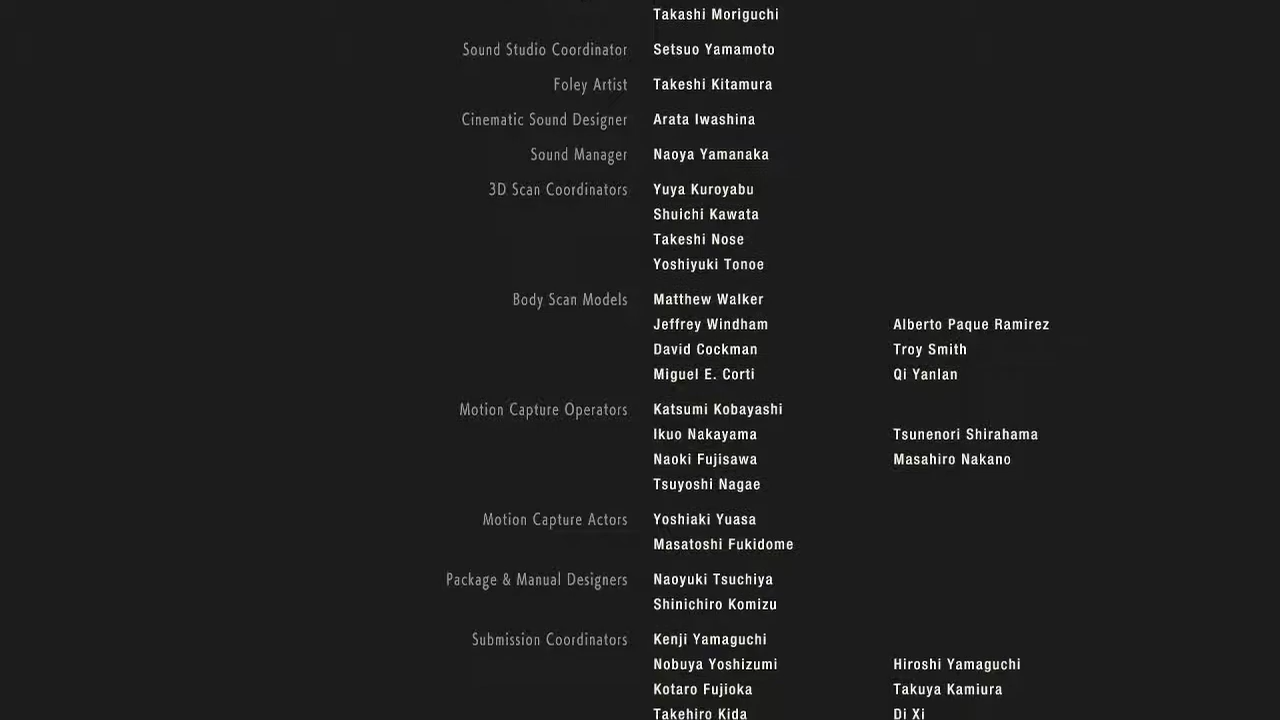 Takashi Moriguchi
Sound Studio Coordinator Setsuo Yamamoto
Foley Artist Takeshi Kitamura
Cinematic Sound Designer Arata Iwashina
Sound Manager Naoya Yamanaka
3D Scan Coordinators Yuya Kuroyabu
Shuichi Kawata
Takeshi Nose
Yoshiyuki Tonoe
Body Scan Models Matthew Walker
Jeffrey Windham Alberto Paque Ramirez
David Cockman Troy Smith
Miguel E. Corti Qi Yanlan
Motion Capture Operators Katsumi Kobayashi
Ikuo Nakayama Tsunenori Shirahama
Naoki Fujisawa Masahiro Nakano
Tsuyoshi Nagae
Motion Capture Actors Yoshiaki Yuasa
Masatoshi Fukidome
Package & Manual Designers Naoyuki Tsuchiya
Shinichiro Komizu
Submission Coordinators Kenji Yamaguchi
Nobuya Yoshizumi Hiroshi Yamaguchi
Kotaro Fujioka Takuya Kamiura
Takehiro Kida Di Xi